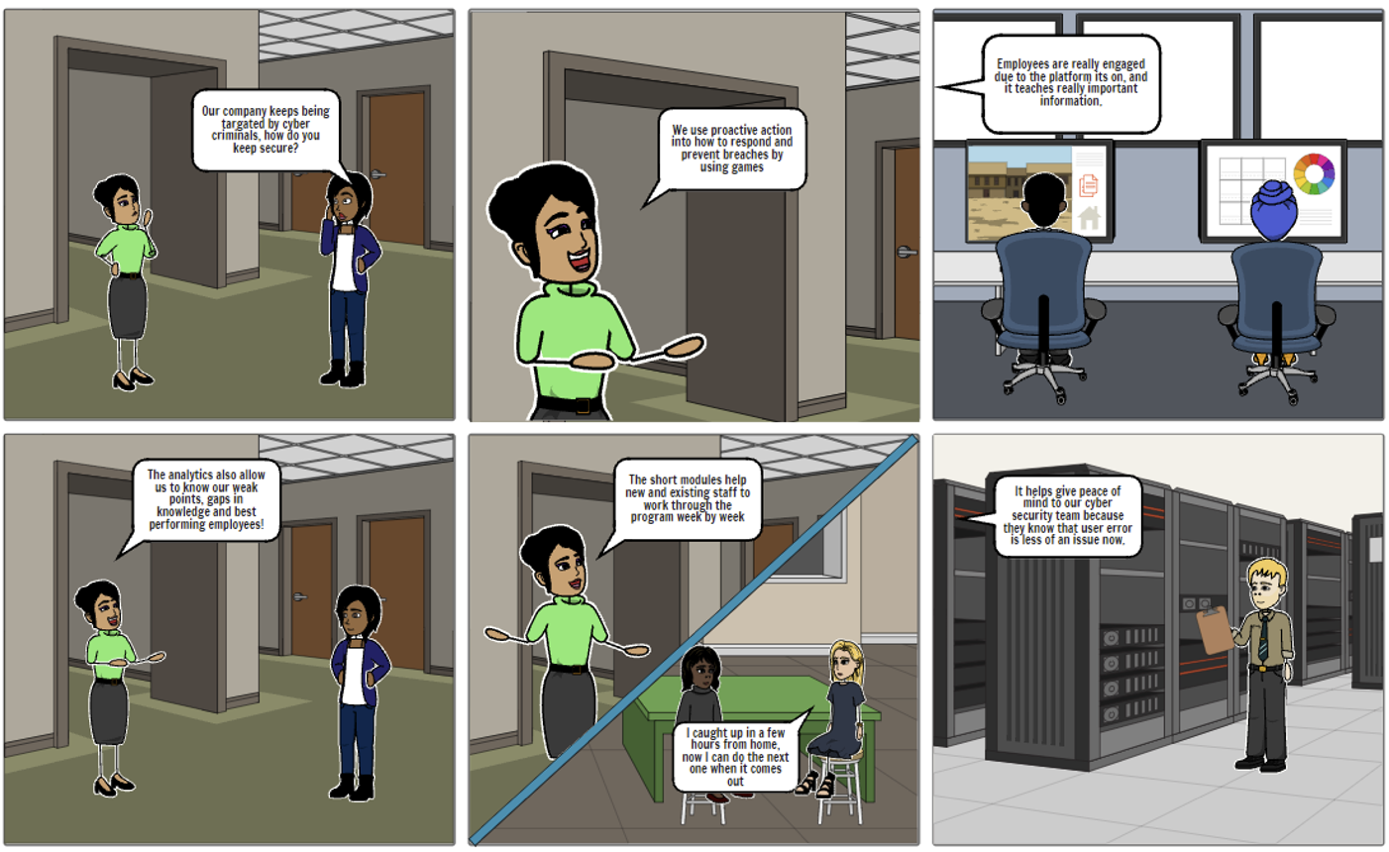 Our company keeps being
targated by cyber
criminals, how do you
keep secure?
We use proactive action
into how to respond and
prevent breaches by
using games
Employees are really engaged
due to the platform its on, and
it teaches really important
information.
The analytics also allow
us to know our weak
points, gaps in
knowledge and best
performing employees!
The short modules help
new and existing staff to
work through the
program week by week
I caught up in a few
hours from home,
now I can do the next
one when it comes
out
It helps give peace of
mind to our cyber
security team because
they know that user error
is less of an issue now.